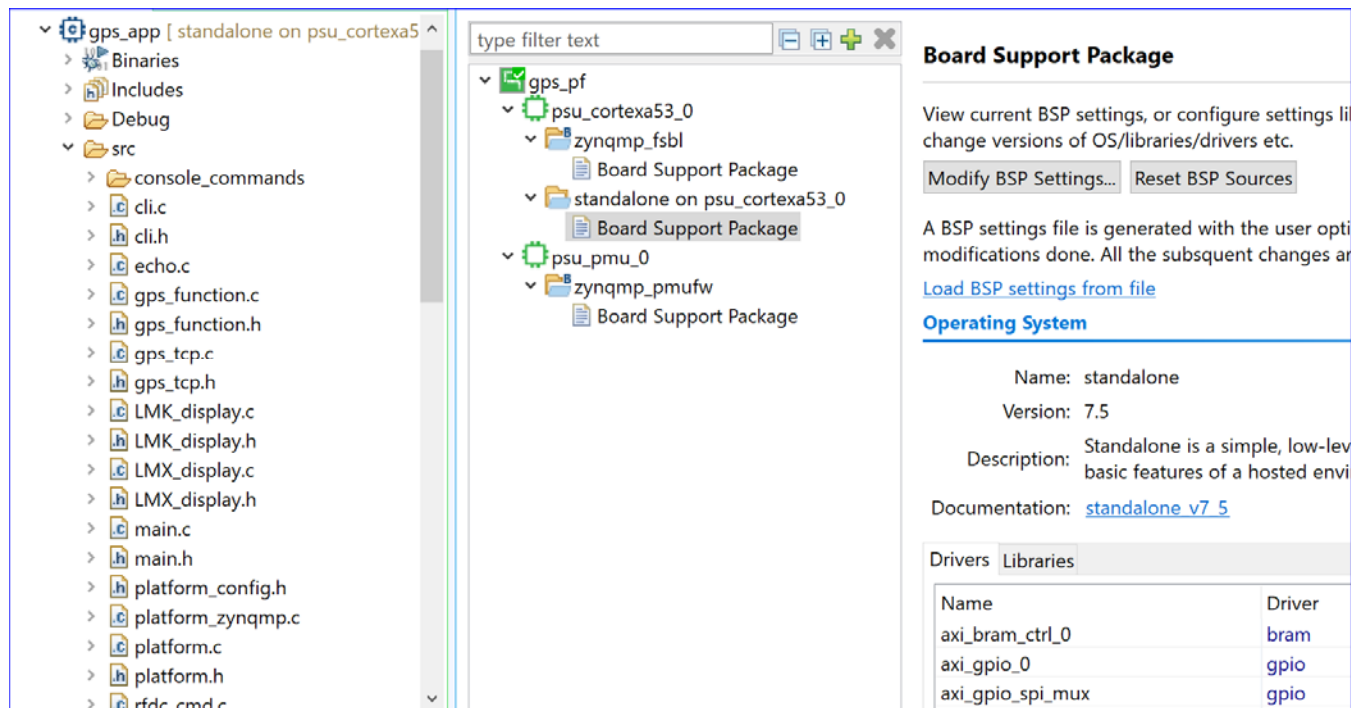 gps_app [ standalone on psu_cortexa5
Binaries
Includes
Debug
src
console_commands
cli.c
cli.h
echo.c
gps_function.c
gps_function.h
gps_tcp.c
gps_tcp.h
LMK_display.c
LMK_display.h
LMX_display.c
LMX_display.h
main.c
main.h
platform_config.h
platform_zynqmp.c
platform.c
platform.h
rfdc_cmd.c
type filter text
gps_pf
psu_cortexa53_0
zynqmp_fsbl
Board Support Package
standalone on psu_cortexa53_0
Board Support Package
psu_pmu_0
zynqmp_pmufw
Board Support Package
Board Support Package
View current BSP settings, or configure settings li
change versions of OS/libraries/drivers etc.
Modify BSP Settings... Reset BSP Sources
A BSP settings file is generated with the user opti
modifications done. All the subsquent changes ar
Load BSP settings from file
Operating System
Name: standalone
Version: 7.5
Description: Standalone is a simple, low-lev
basic features of a hosted envi
Documentation: standalone_v7_5
Drivers Libraries
Name Driver
axi_bram_ctrl_0 bram
axi_gpio_0 gpio
axi_gpio_spi_mux gpio